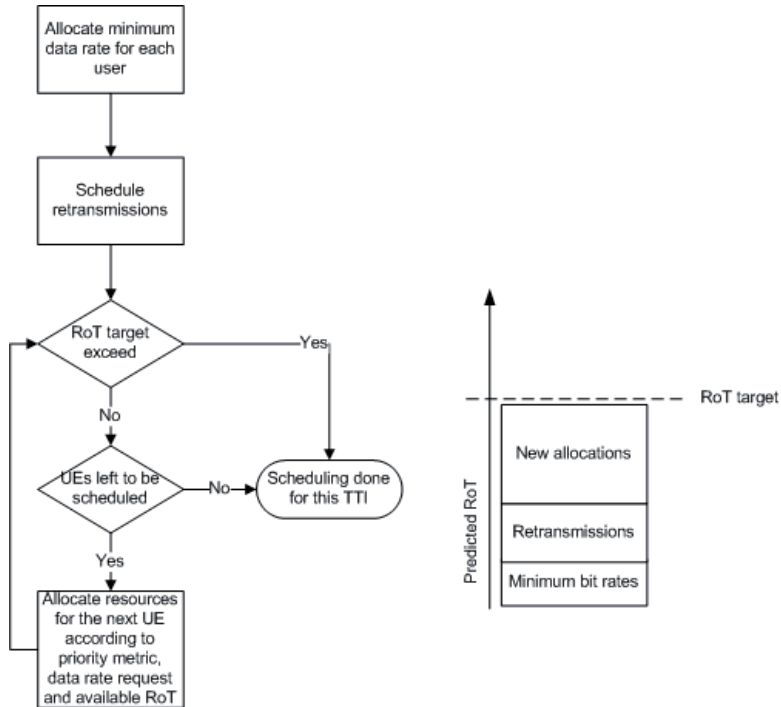 Allocate minimum
data rate for each
user
Schedule
retransmissions
RoT target
exceed
Yes
No
UEs left to be
scheduled
No
Scheduling done
for this TTI
Yes
Allocate resources
for the next UE
according to
priority metric,
data rate request
and available RoT
RoT target
New allocations
Retransmissions
Minimum bit rates
Predicted RoT